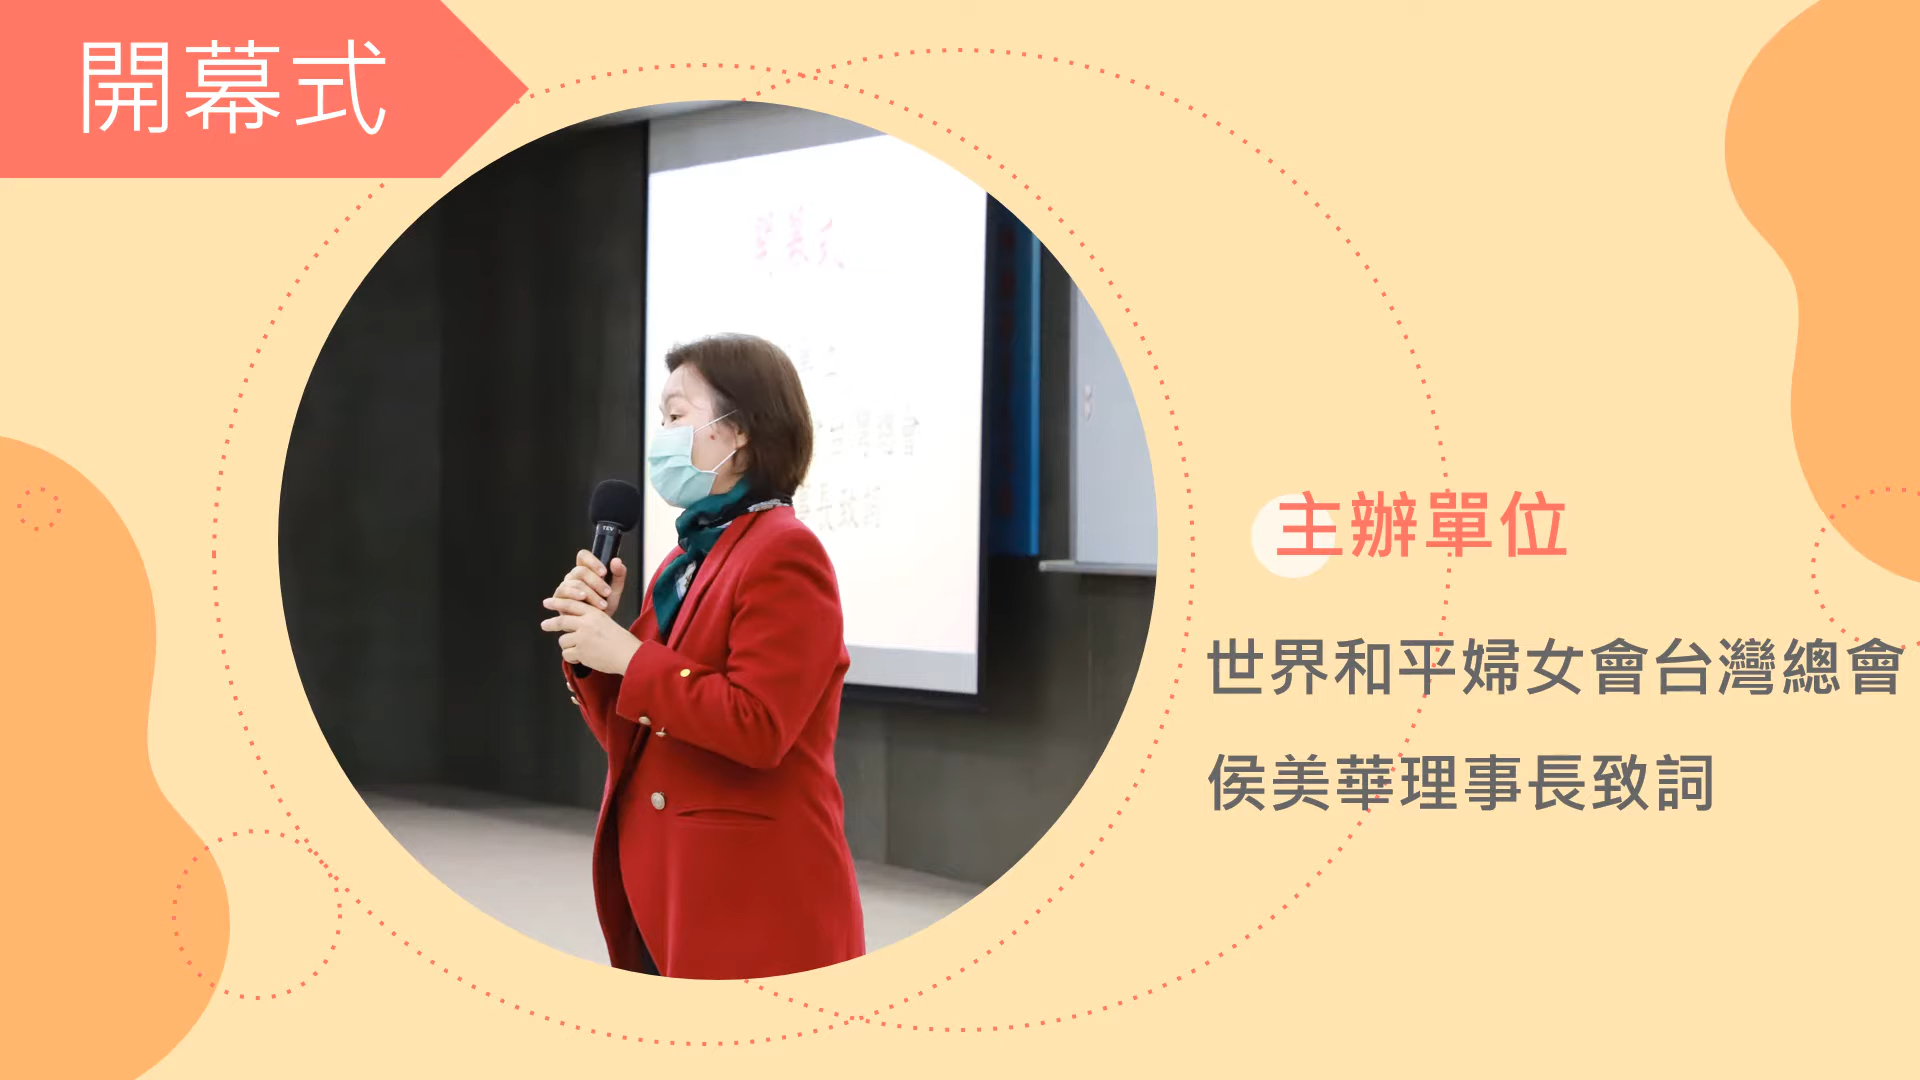 開幕式
主辦單位
世界和平婦女會台灣總會
侯美華理事長致詞